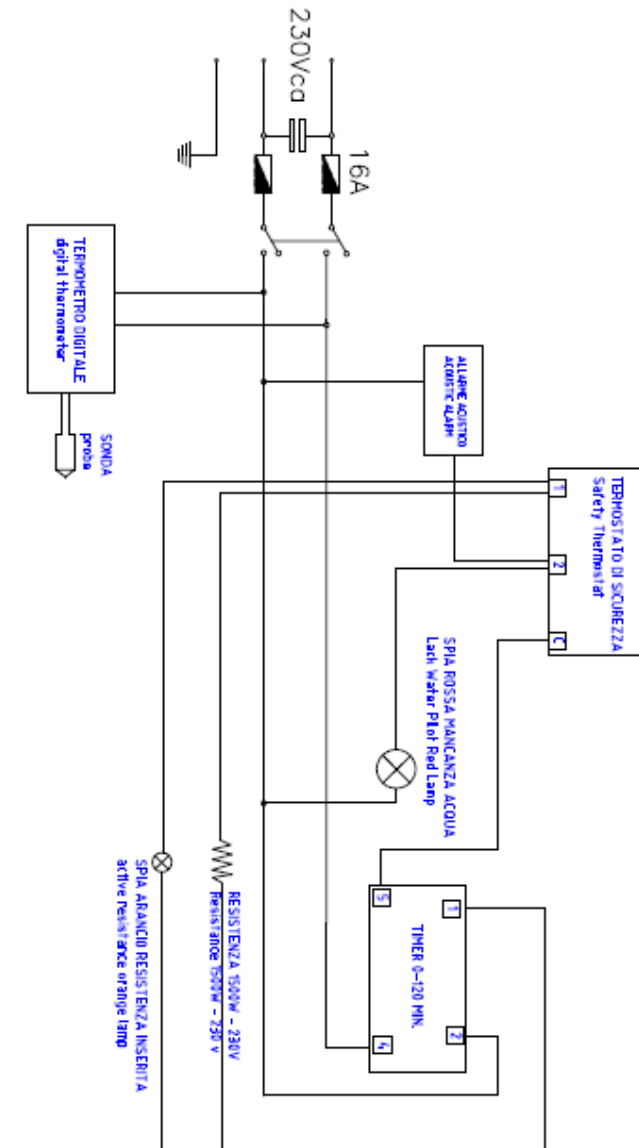 230Vca
16A
TERMOMETRO DIGITALE
digital thermometer
SONDA
probe
ALLARME ACUSTICO
ACOUSTIC ALARM
TERMOSTATO DI SICUREZZA
Safety Thermostat
1
2
C
SPIA ROSSA MANCANZA ACQUA
Lack Water Pilot Red Lamp
TIMER 0-120 MIN.
5
1
4
2
RESISTENZA 1500W - 230V
Resistance 1500W - 230 v
SPIA ARANCIO RESISTENZA INSERITA
active resistance orange lamp